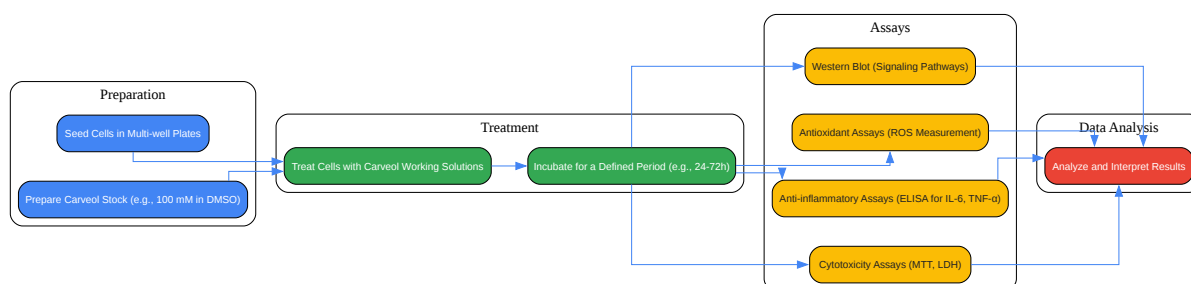 Preparation
Seed Cells in Multi-well Plates
Prepare Carveol Stock (e.g., 100 mM in DMSO)
Treatment
Treat Cells with Carveol Working Solutions
Incubate for a Defined Period (e.g., 24-72h)
Assays
Western Blot (Signaling Pathways)
Antioxidant Assays (ROS Measurement)
Anti-inflammatory Assays (ELISA for IL-6, TNF-α)
Cytotoxicity Assays (MTT, LDH)
Data Analysis
Analyze and Interpret Results